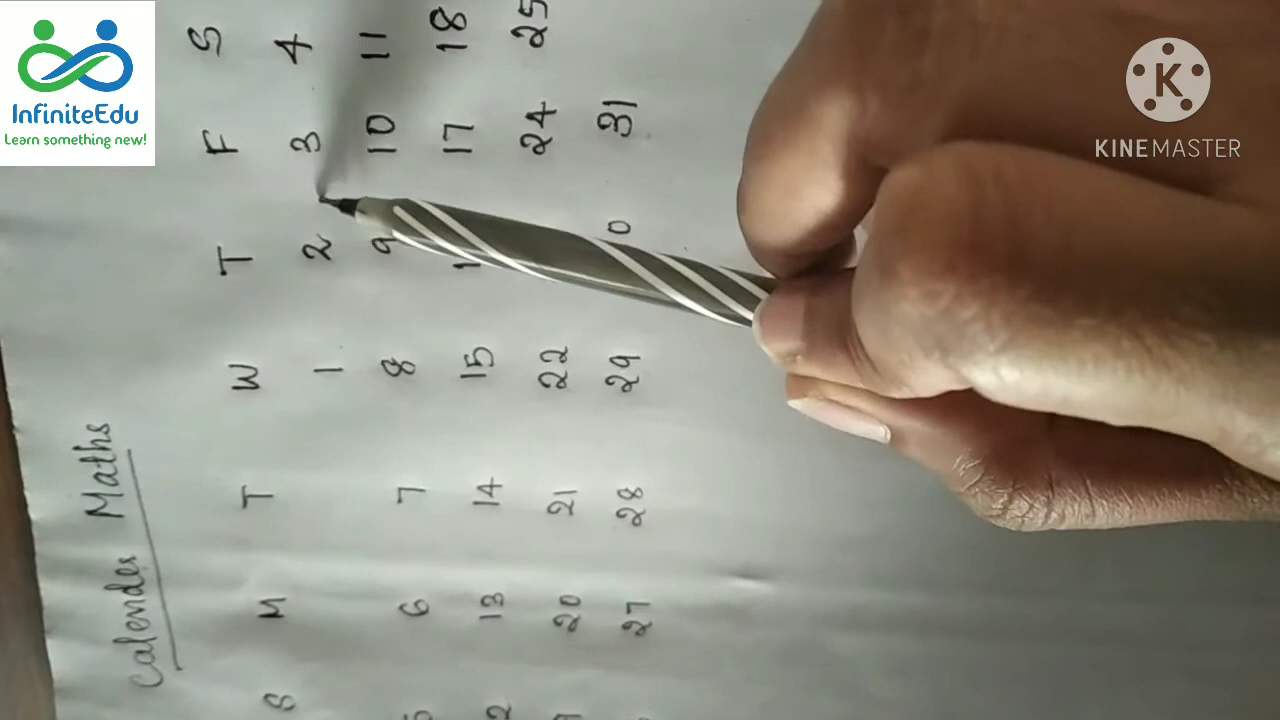 InfiniteEdu
Learn something new!
K
KINEMASTER
Calender Maths
S M T W T F S
1 2 3 4
6 7 8 9 10 11
13 14 15 17 18
20 21 22 24 25
27 28 29 31